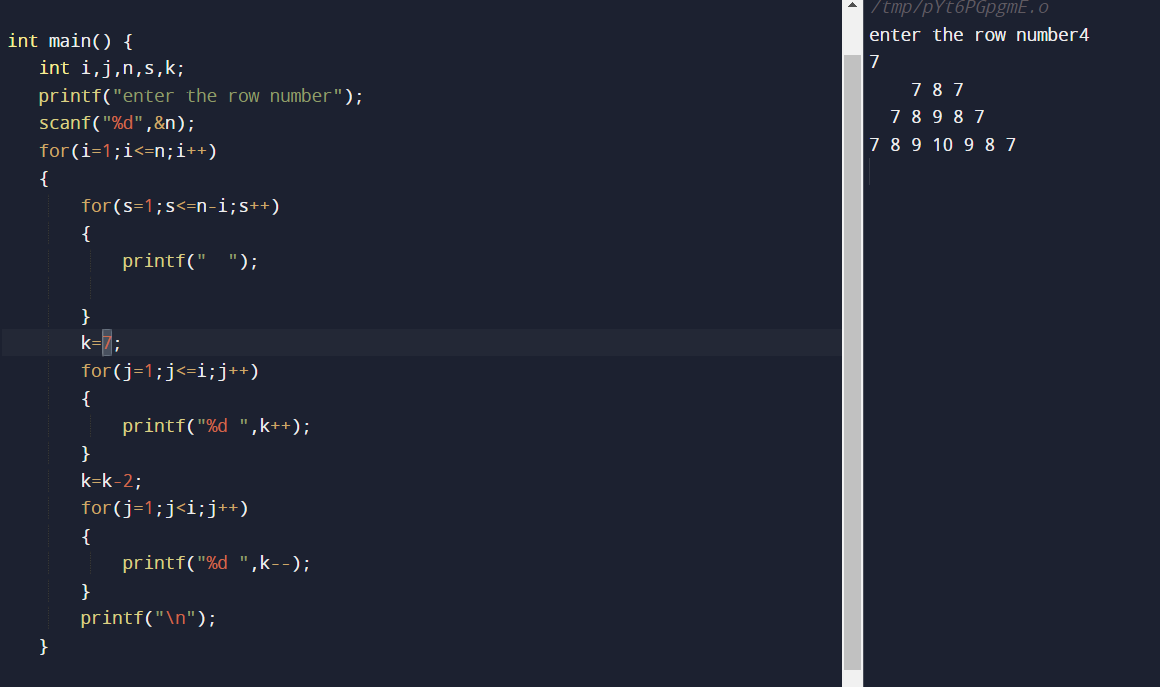 int main() {
int i,j,n,s,k;
printf("enter the row number");
scanf("%d",&n);
for(i=1;i<=n;i++)
{
for(s=1;s<=n-i;s++)
{
printf("  ");
}
k=7;
for(j=1;j<=i;j++)
{
printf("%d ",k++);
}
k=k-2;
for(j=1;j<i;j++)
{
printf("%d ",k--);
}
printf("\n");
}
/tmp/pYt6PGpgmE.o
enter the row number4
7
7 8 7
7 8 9 8 7
7 8 9 10 9 8 7